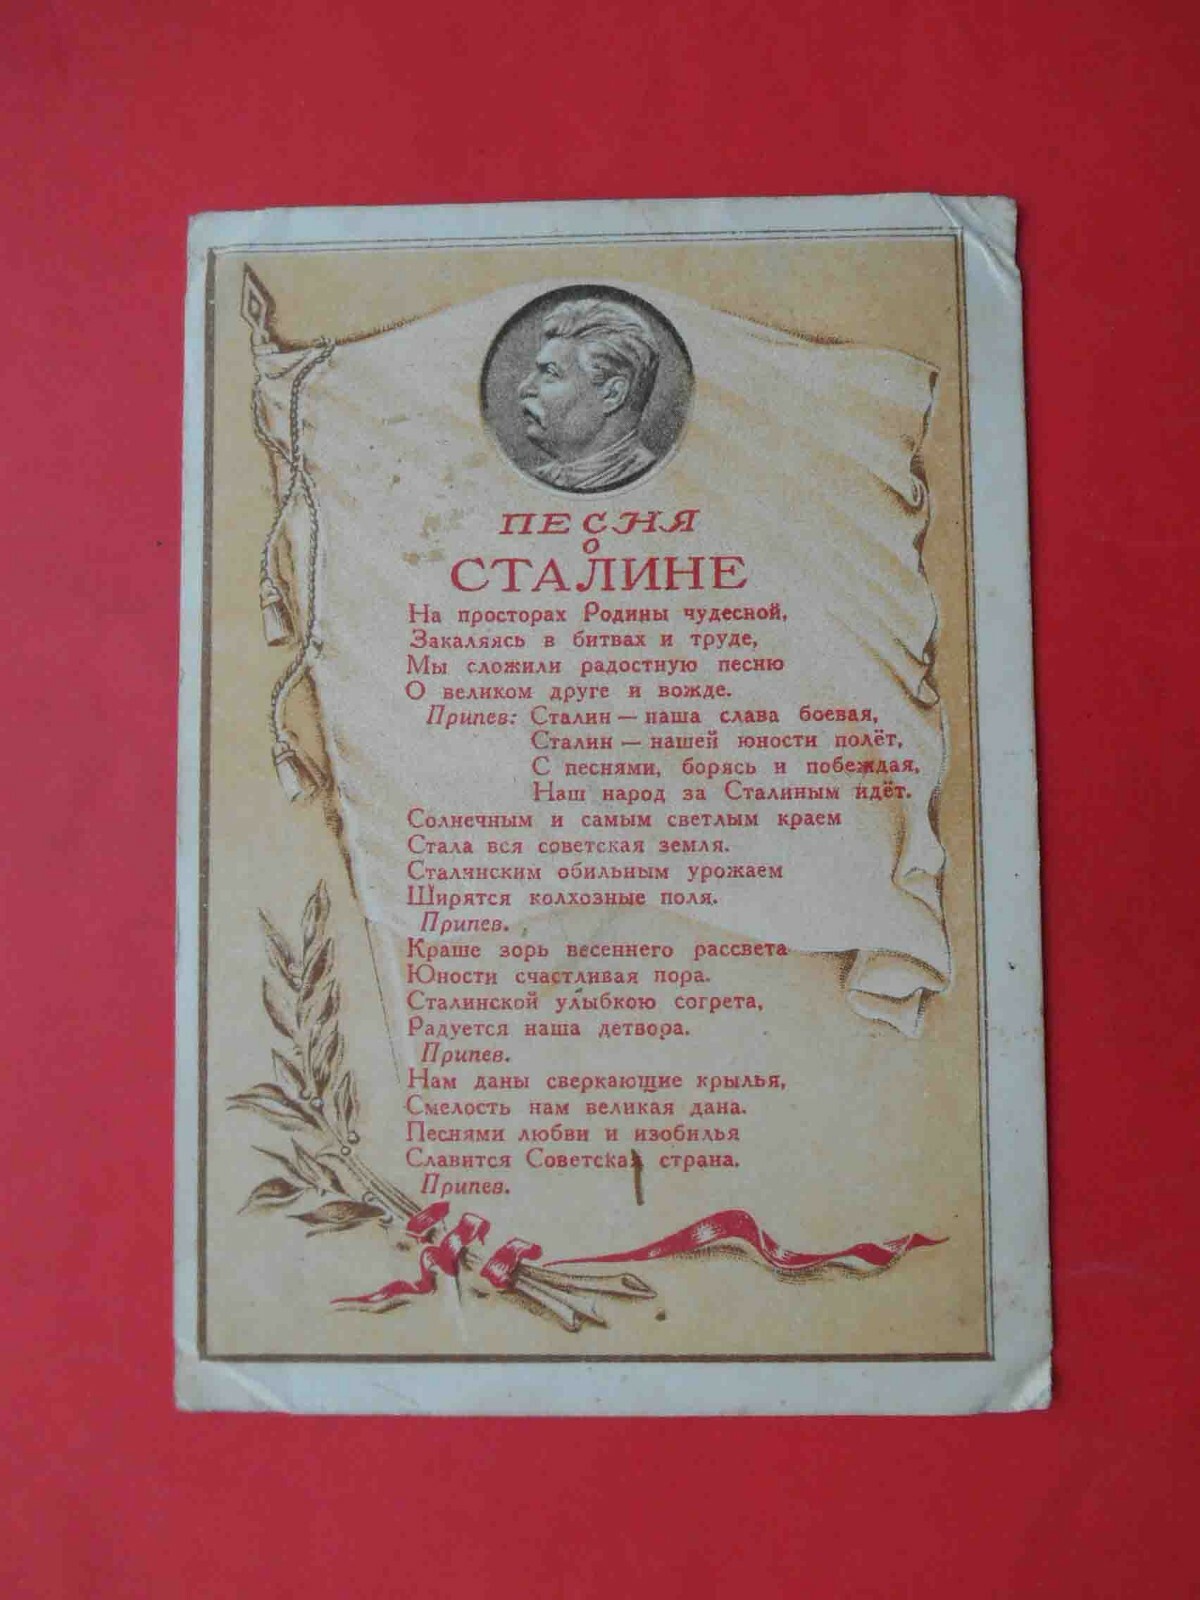 ПЕСНЯ
О
СТАЛИНЕ
На просторах Родины чудесной,
Закаляясь в битвах и труде,
Мы сложили радостную песню
О великом друге и вожде.
Припев: Сталин — наша слава боевая,
Сталин — нашей юности полёт,
С песнями, борясь и побеждая,
Наш народ за Сталиным идёт.
Солнечным и самым светлым краем
Стала вся советская земля.
Сталинским обильным урожаем
Ширятся колхозные поля.
Припев.
Краше зорь весеннего рассвета
Юности счастливая пора.
Сталинской улыбкою согрета,
Радуется наша детвора.
Припев.
Нам даны сверкающие крылья,
Смелость нам великая дана.
Песнями любви и изобилья
Славится Советская страна.
Припев.